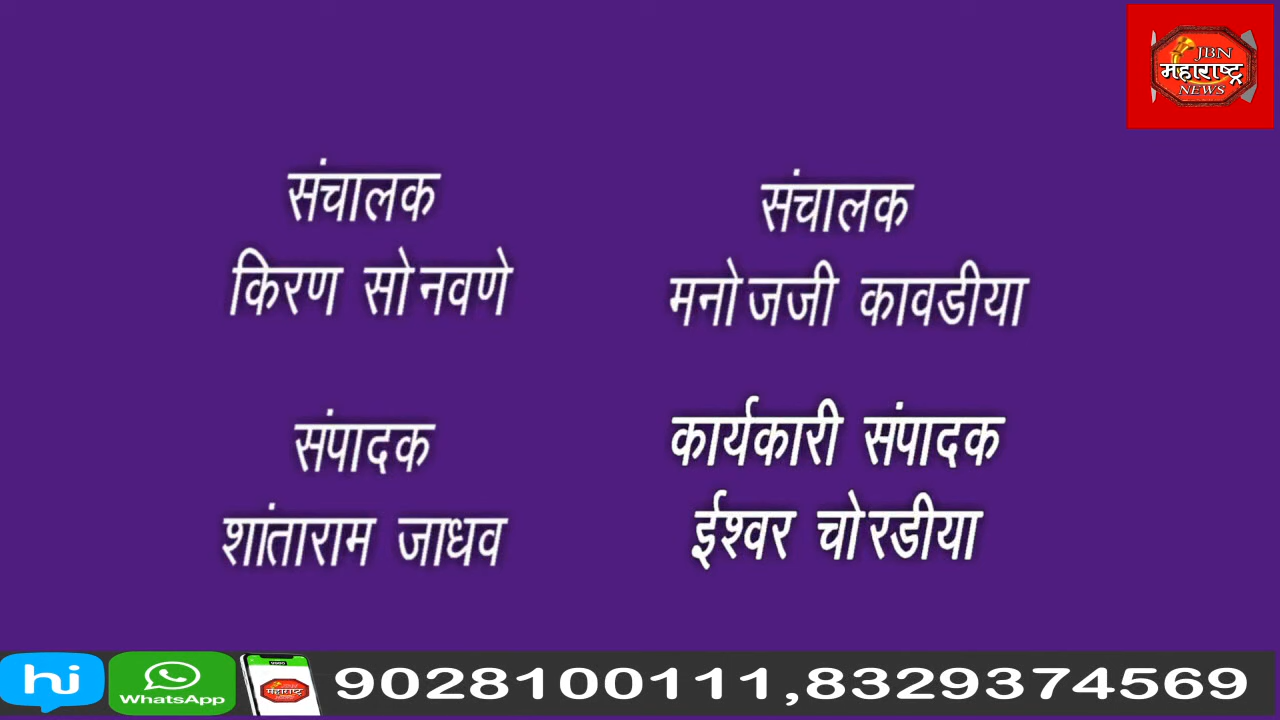 JBN
महाराष्ट्र
NEWS
संचालक
किरण सोनवणे
संचालक
मनोजजी कावडीया
संपादक
शांताराम जाधव
कार्यकारी संपादक
ईश्वर चोरडीया
hi
WhatsApp
महाराष्ट्र
9028100111,8329374569